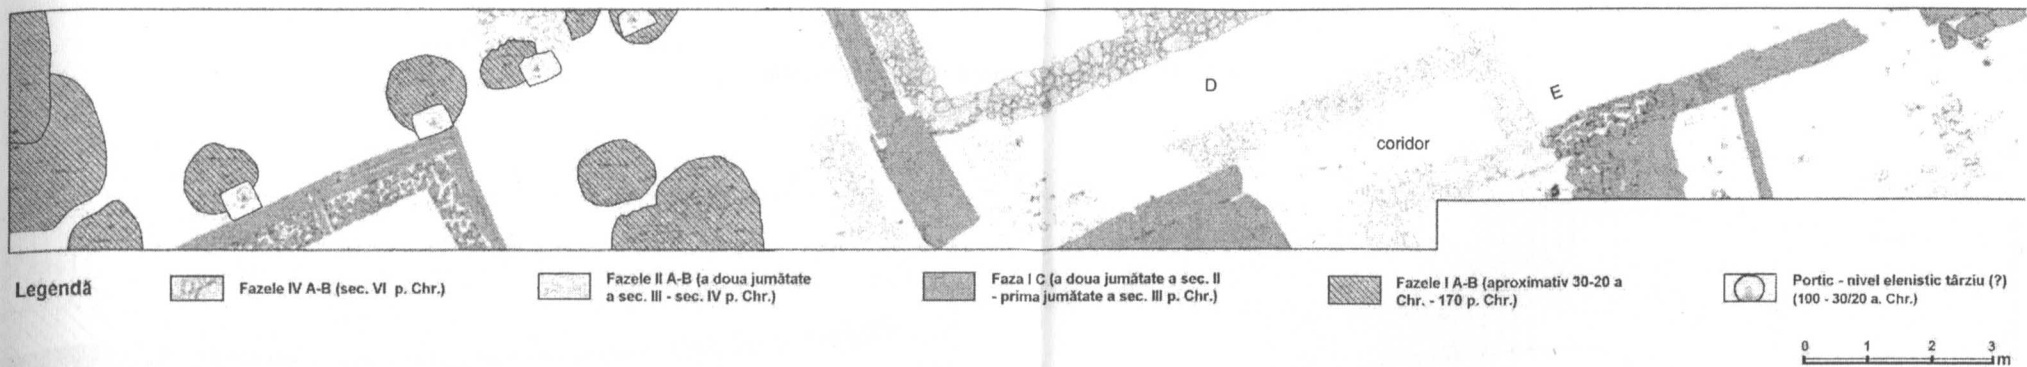 D
E
coridor
Legendă
Fazele IV A-B (sec. VI p. Chr.)
Fazele II A-B (a doua jumătate
a sec. III - sec. IV p. Chr.)
Faza I C (a doua jumătate a sec. II
- prima jumătate a sec. III p. Chr.)
Fazele I A-B (aproximativ 30-20 a
Chr. - 170 p. Chr.)
Portic - nivel elenistic târziu (?)
(100 - 30/20 a. Chr.)
0 1 2 3 m